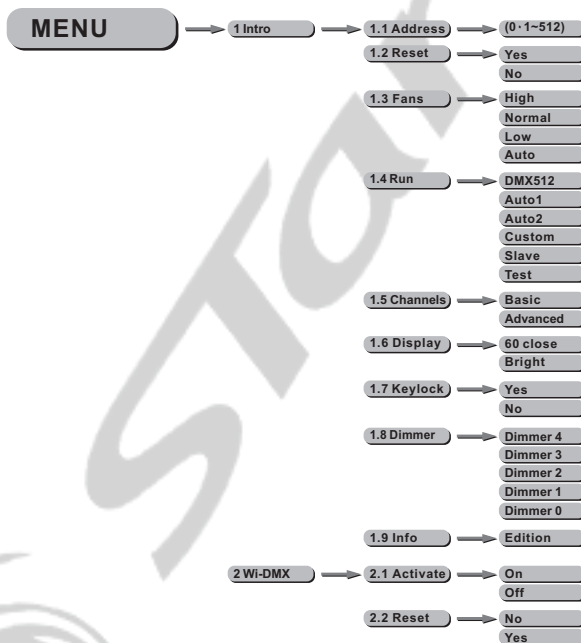 MENU
1 Intro
1.1 Address
(0·1~512)
1.2 Reset
Yes
No
1.3 Fans
High
Normal
Low
Auto
1.4 Run
DMX512
Auto1
Auto2
Custom
Slave
Test
1.5 Channels
Basic
Advanced
1.6 Display
60 close
Bright
1.7 Keylock
Yes
No
1.8 Dimmer
Dimmer 4
Dimmer 3
Dimmer 2
Dimmer 1
Dimmer 0
1.9 Info
Edition
2 Wi-DMX
2.1 Activate
On
Off
2.2 Reset
No
Yes